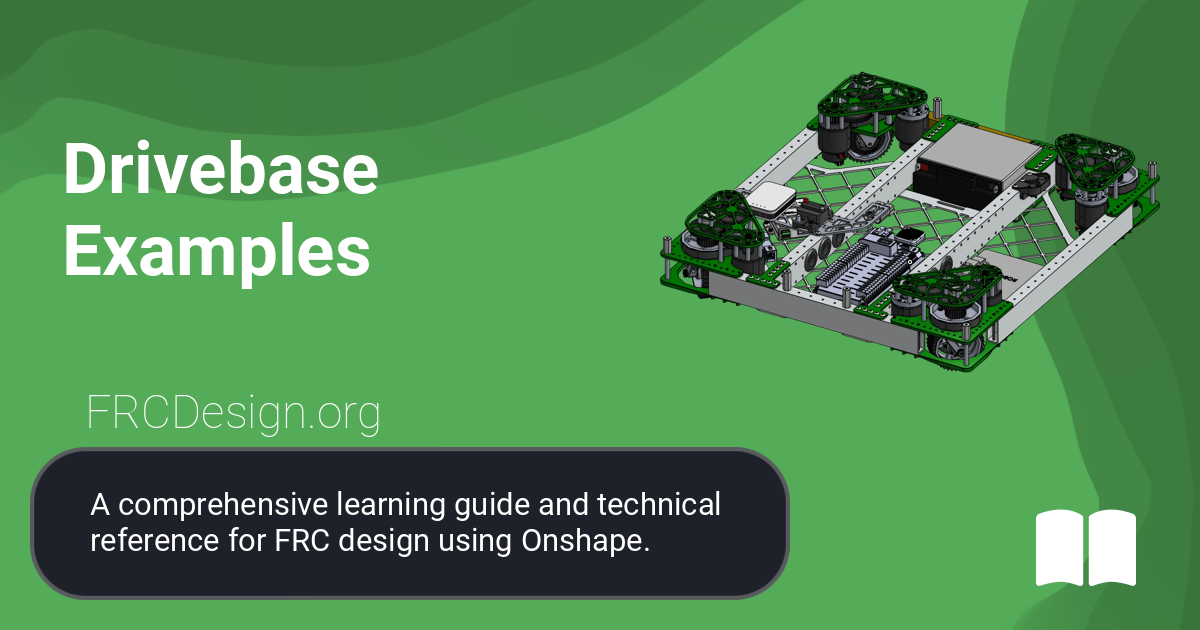 Drivebase
Examples
FRCDesign.org
A comprehensive learning guide and technical
reference for FRC design using Onshape.